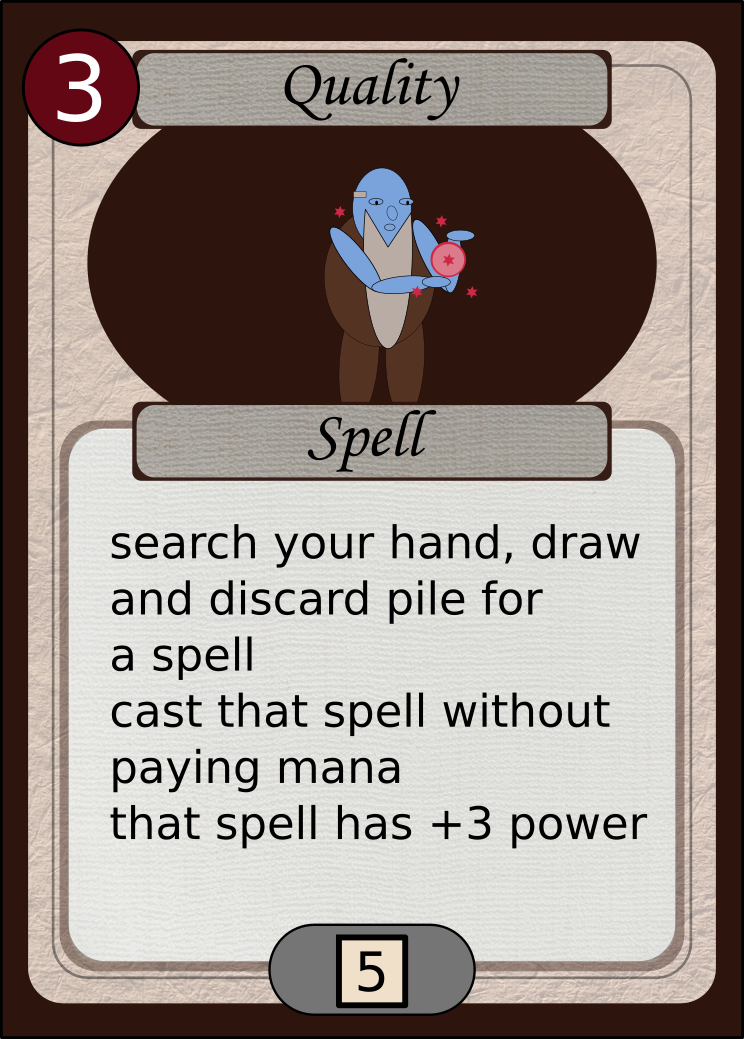 3
Quality
Spell
search your hand, draw
and discard pile for
a spell
cast that spell without
paying mana
that spell has +3 power
5